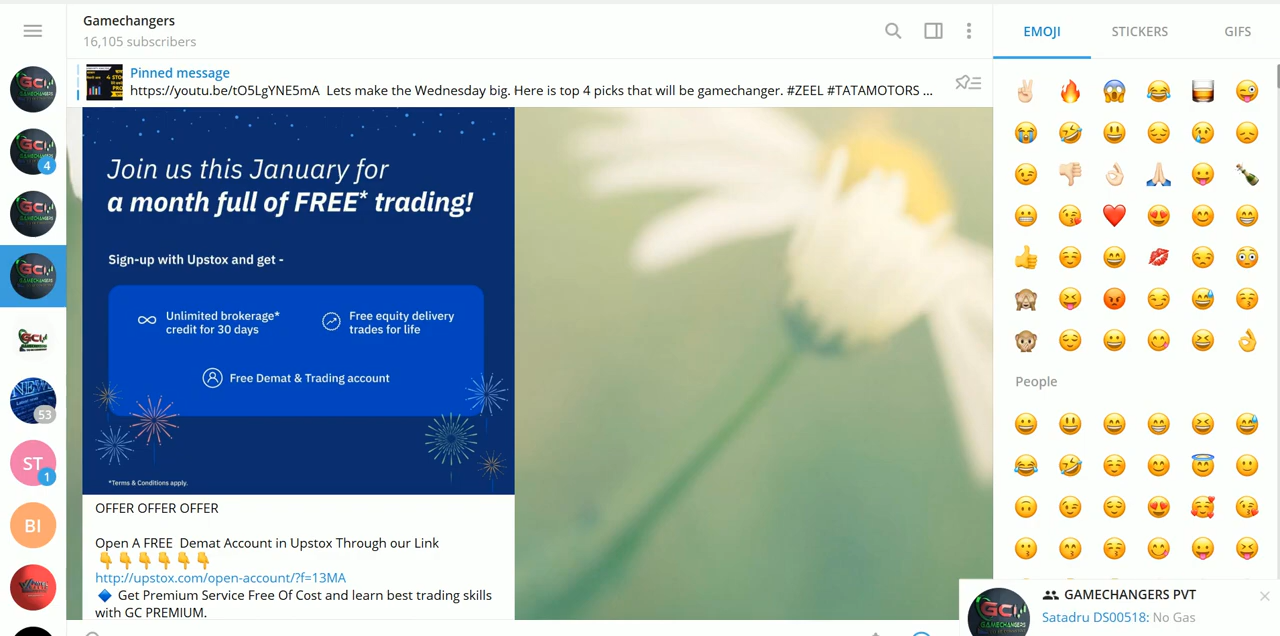 Gamechangers
16,105 subscribers
EMOJI
STICKERS
GIFS
Pinned message
https://youtu.be/tO5LgYNE5mA Lets make the Wednesday big. Here is top 4 picks that will be gamechanger. #ZEEL #TATAMOTORS ...
Join us this January for
a month full of FREE* trading!
Sign-up with Upstox and get -
Unlimited brokerage*
credit for 30 days
Free equity delivery
trades for life
Free Demat & Trading account
*Terms & Conditions apply.
OFFER OFFER OFFER
Open A FREE Demat Account in Upstox Through our Link
👇👇👇👇👇👇
http://upstox.com/open-account/?f=13MA
🔷 Get Premium Service Free Of Cost and learn best trading skills
with GC PREMIUM.
People
GAMECHANGERS PVT
Satadru DS00518: No Gas
GCI
4
GCI
GCI
GCI
NEWS
53
ST
1
BI